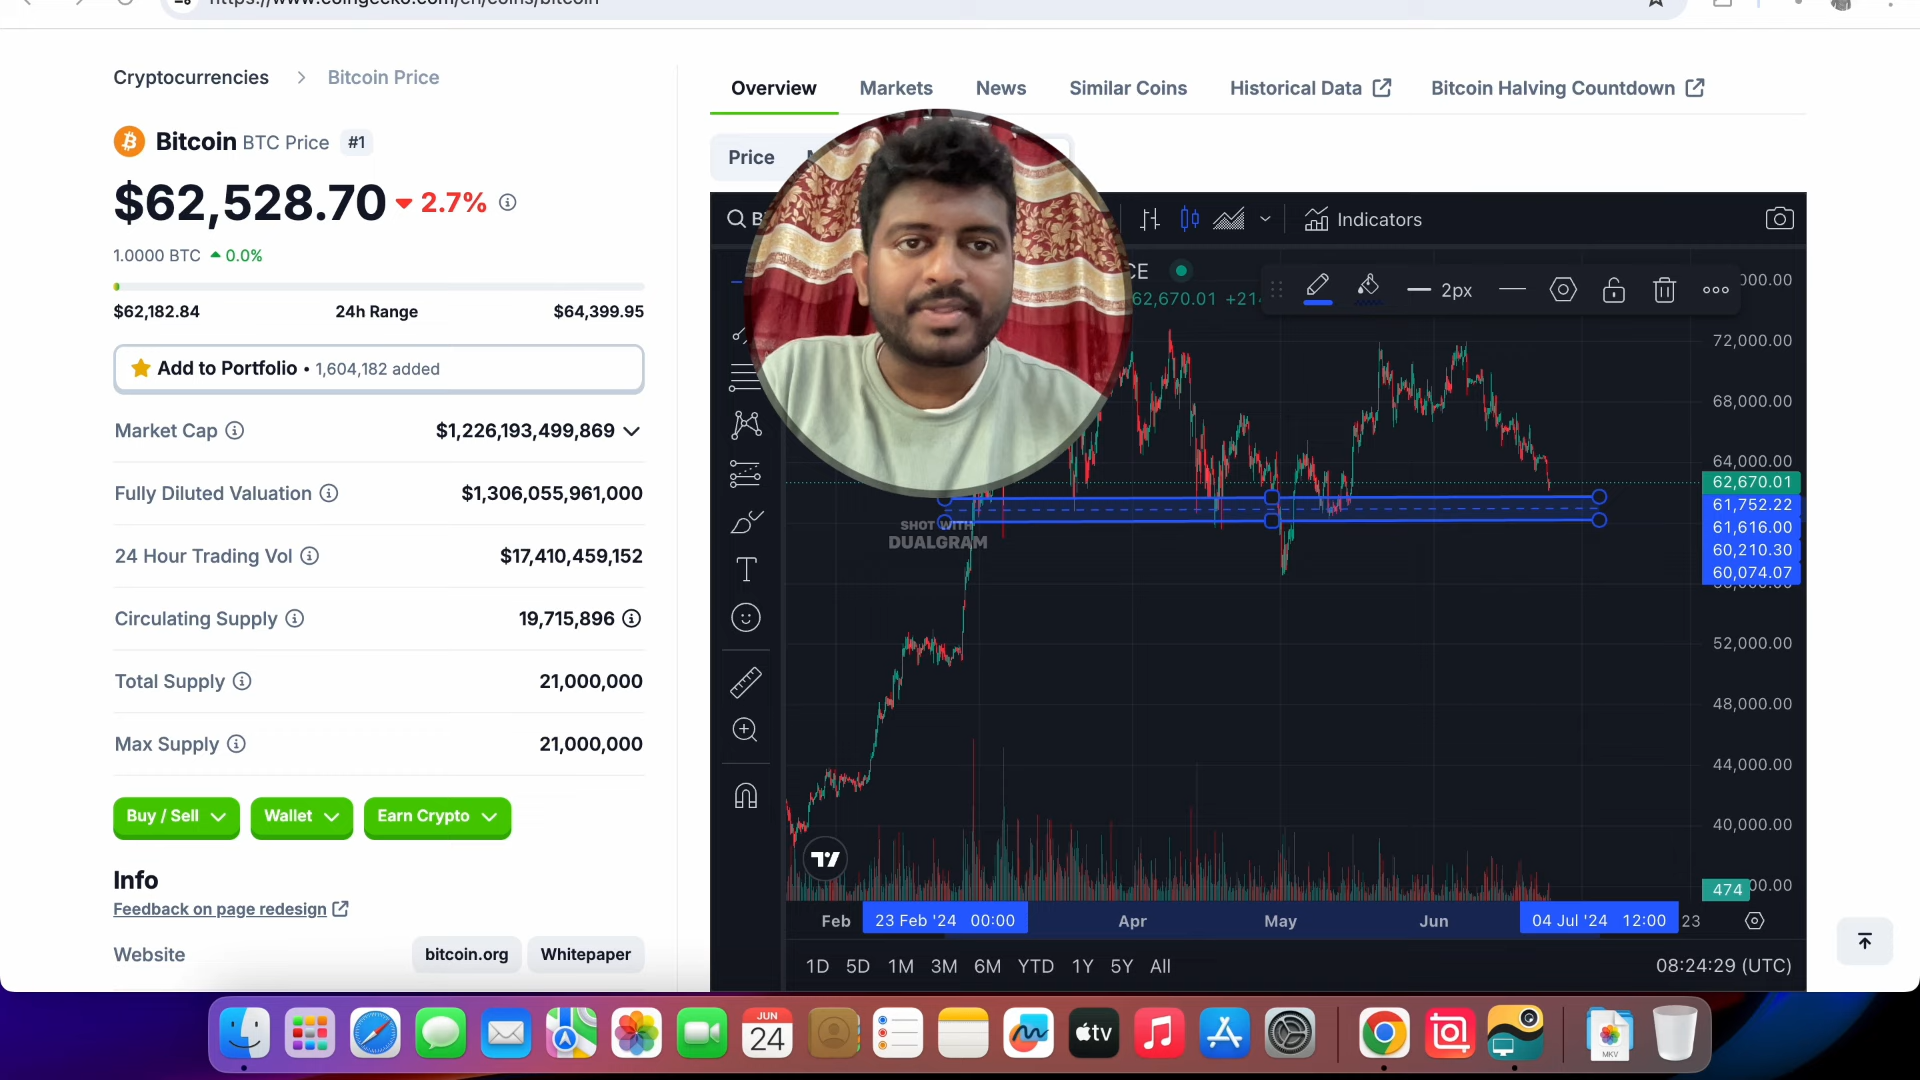 Cryptocurrencies > Bitcoin Price
Bitcoin BTC Price #1
$62,528.70 2.7%
1.0000 BTC 0.0%
$62,182.84 24h Range $64,399.95
Add to Portfolio • 1,604,182 added
Market Cap $1,226,193,499,869
Fully Diluted Valuation $1,306,055,961,000
24 Hour Trading Vol $17,410,459,152
Circulating Supply 19,715,896
Total Supply 21,000,000
Max Supply 21,000,000
Buy / Sell Wallet Earn Crypto
Info
Feedback on page redesign
Website bitcoin.org Whitepaper
Overview Markets News Similar Coins Historical Data Bitcoin Halving Countdown
Price
Indicators
62,670.01
2px
72,000.00
68,000.00
64,000.00
62,670.01
61,752.22
61,616.00
60,210.30
60,074.07
52,000.00
48,000.00
44,000.00
40,000.00
474
SHOT WITH
DUALGRAM
Feb 23 Feb '24 00:00 Apr May Jun 04 Jul '24 12:00 23
1D 5D 1M 3M 6M YTD 1Y 5Y All 08:24:29 (UTC)
JUN
24
tv
MKV